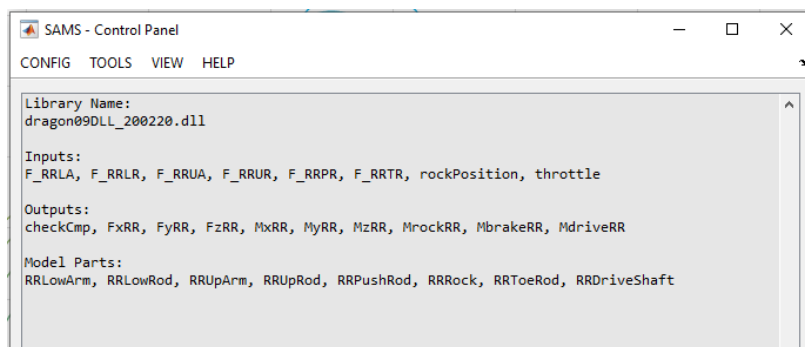 SAMS - Control Panel
CONFIG TOOLS VIEW HELP
Library Name:
dragon09DLL_200220.dll
Inputs:
F_RRLA, F_RRLR, F_RRUA, F_RRUR, F_RRPR, F_RRTR, rockPosition, throttle
Outputs:
checkCmp, FxRR, FyRR, FzRR, MxRR, MyRR, MzRR, MrockRR, MbrakeRR, MdriveRR
Model Parts:
RRLowArm, RRLowRod, RRUpArm, RRUpRod, RRPushRod, RRRock, RRToeRod, RRDriveShaft